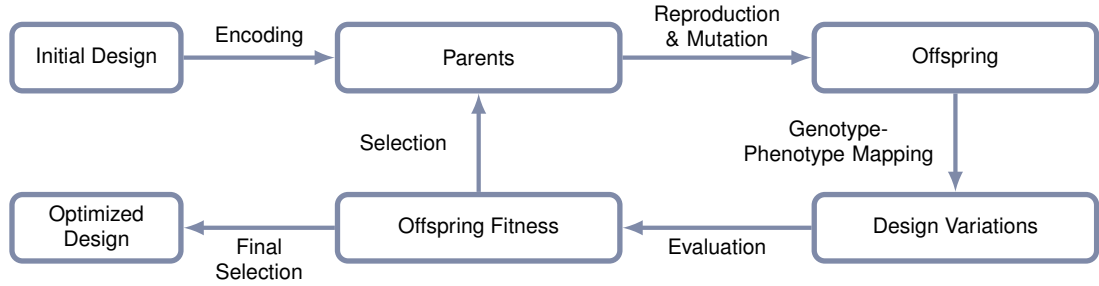 Initial Design
Encoding
Parents
Reproduction
& Mutation
Offspring
Selection
Genotype-
Phenotype Mapping
Optimized
Design
Final
Selection
Offspring Fitness
Evaluation
Design Variations